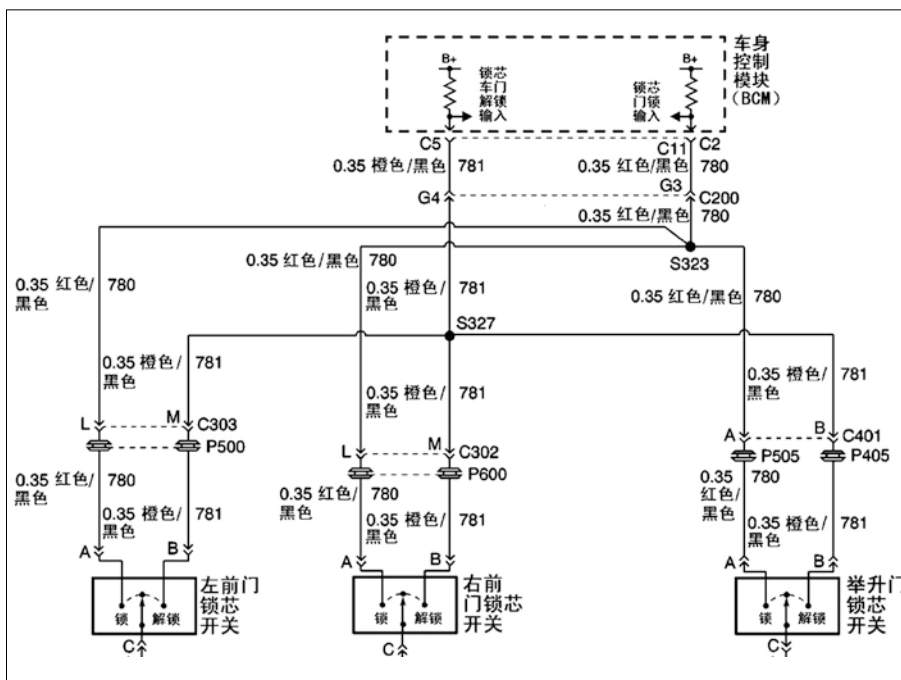 车身
控制
模块
（BCM）
B+
锁芯
车门
解锁
输入
B+
锁芯
门锁
输入
C5
C11
C2
0.35 橙色/黑色
781
0.35 红色/黑色
780
G4
G3
C200
0.35 红色/黑色
780
S323
0.35 红色/
黑色
780
0.35 红色/黑色
780
0.35 橙色/
黑色
781
0.35 红色/黑色
780
S327
0.35 橙色/
黑色
781
0.35 橙色/
黑色
781
0.35 橙色/
黑色
781
L
M
C303
P500
L
M
C302
P600
A
B
C401
P505
P405
0.35 红色/
黑色
780
0.35 橙色/
黑色
781
0.35 红色/
黑色
780
0.35 橙色/
黑色
781
0.35
红色/
黑色
780
0.35 橙色/
黑色
781
A
B
左前门
锁芯
开关
锁
解锁
C
A
B
右前
门锁芯
开关
锁
解锁
C
A
B
举升门
锁芯
开关
锁
解锁
C